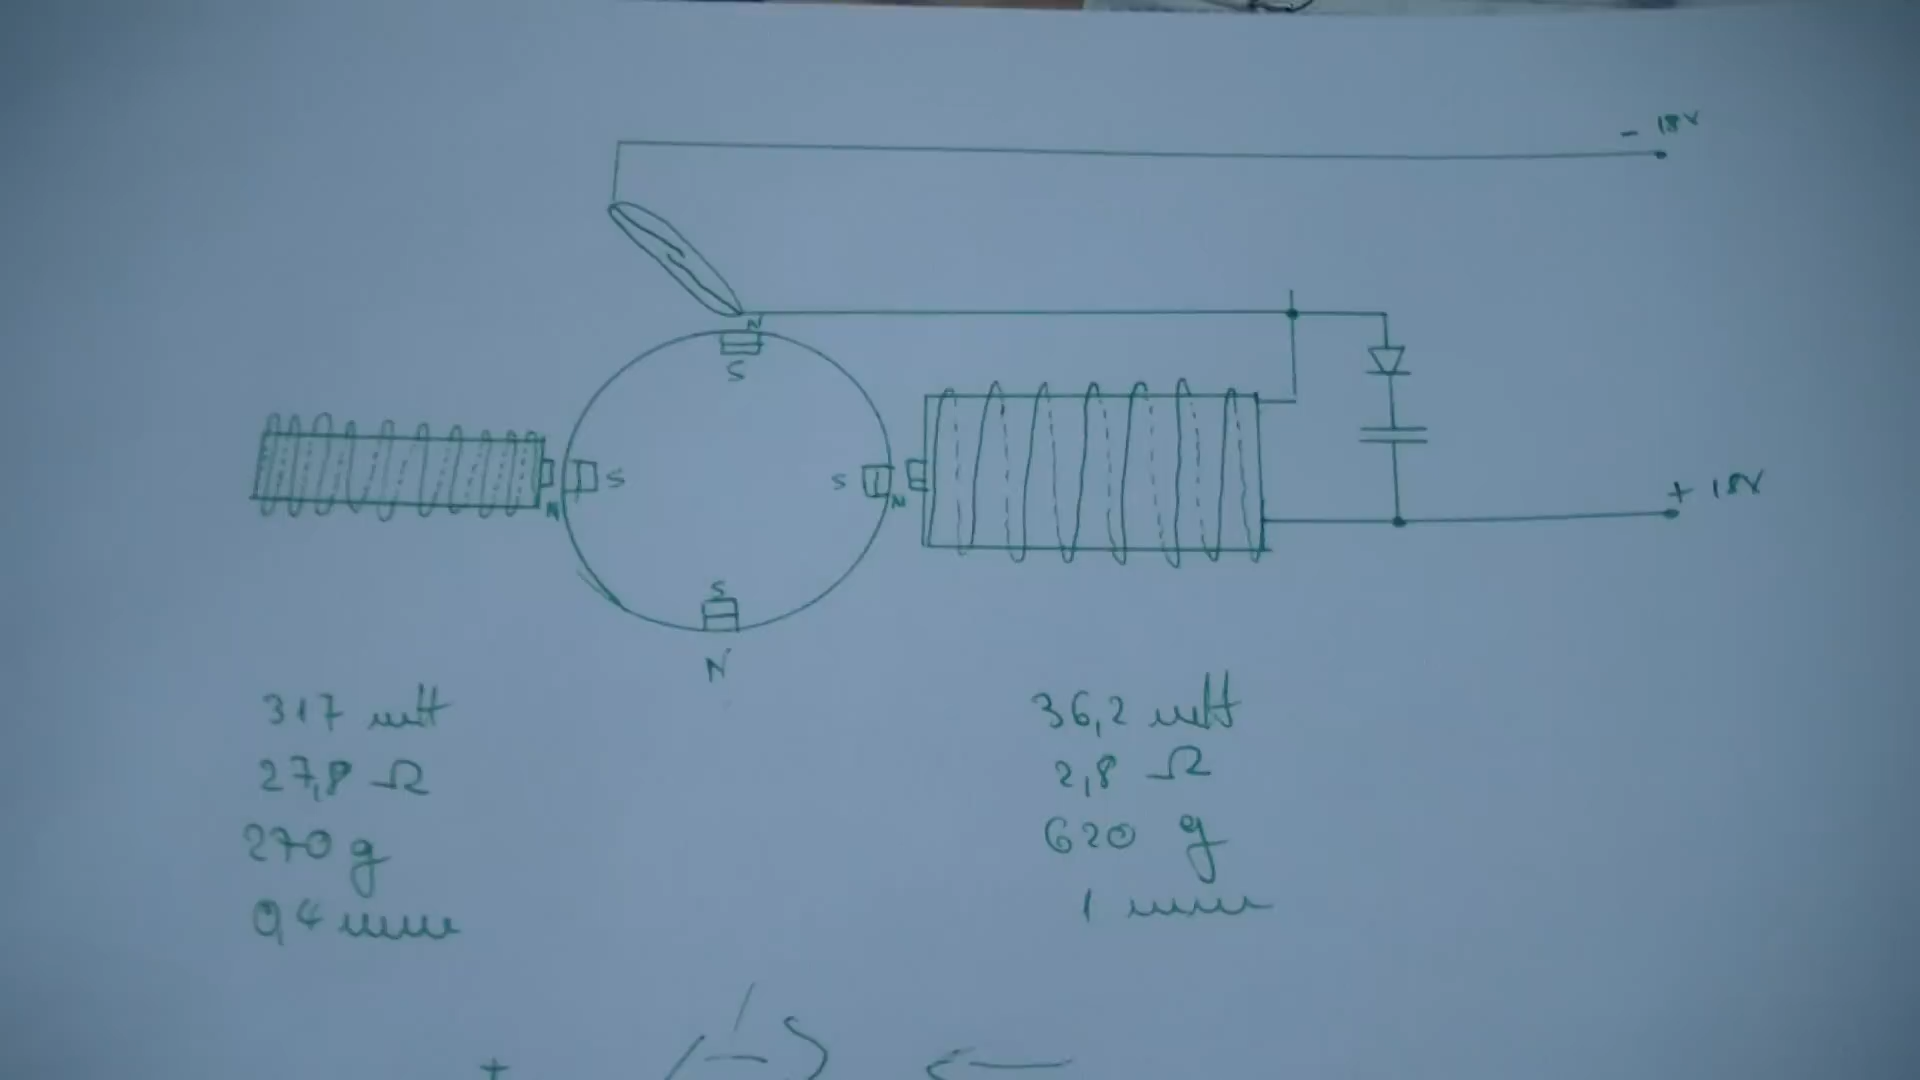 - 18V
N
S
S
S
N
N
+ 18V
S
N
317 mH
27,8 Ω
270 g
0,4 mm
36,2 mH
2,8 Ω
620 g
1 mm
+